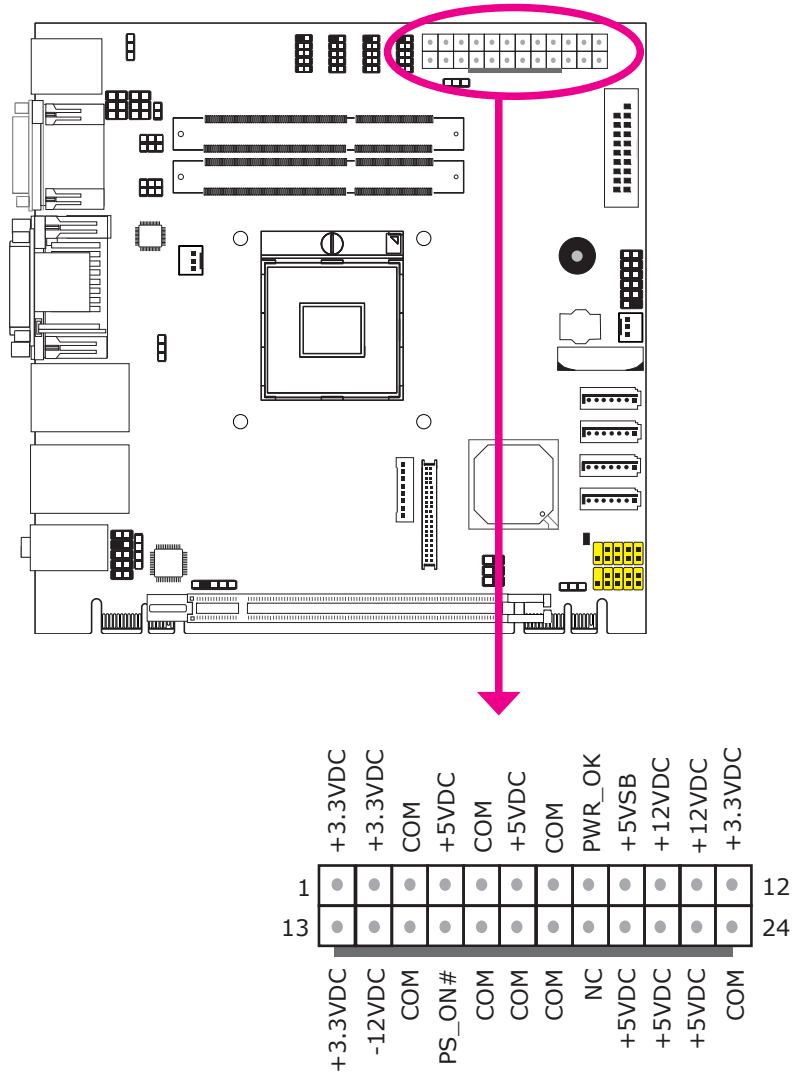 +3.3VDC
+3.3VDC
COM
+5VDC
COM
+5VDC
COM
PWR_OK
+5VSB
+12VDC
+12VDC
+3.3VDC
1
12
13
24
+3.3VDC
-12VDC
COM
PS_ON#
COM
COM
COM
NC
+5VDC
+5VDC
+5VDC
COM